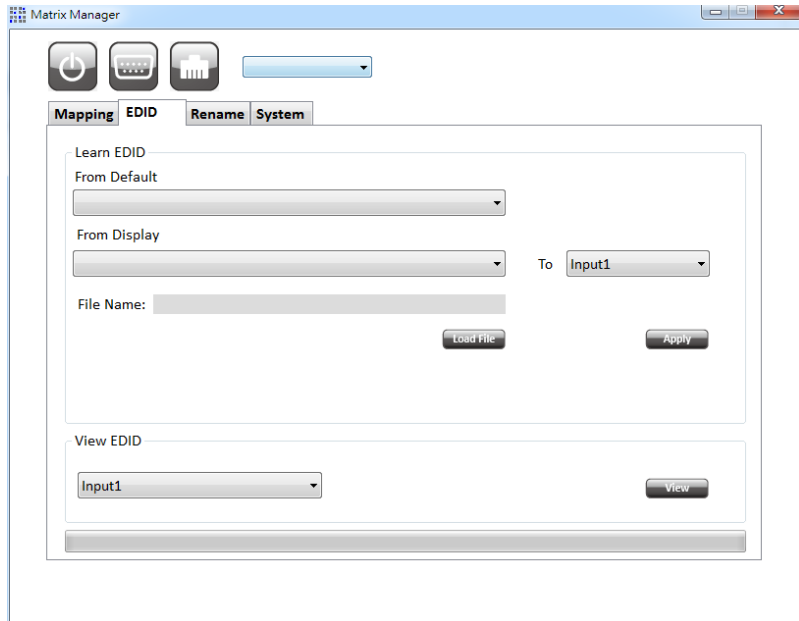 Matrix Manager
Mapping EDID Rename System
Learn EDID
From Default
From Display
To Input1
File Name:
Load File Apply
View EDID
Input1 View